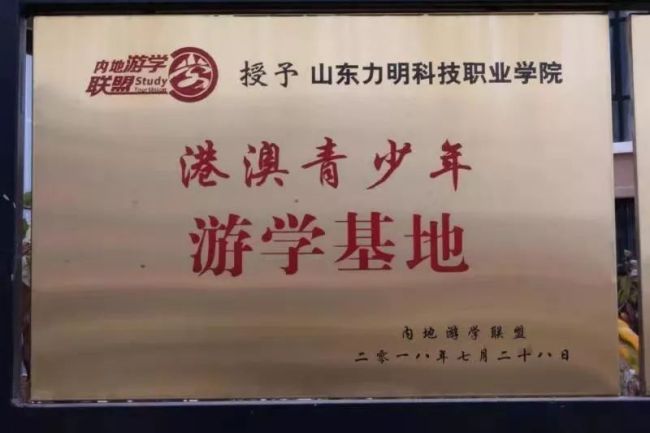 内地游学
联盟 Study
Tour Union
授予 山东力明科技职业学院
港澳青少年
游学基地
内地游学联盟
二零一八年七月二十八日